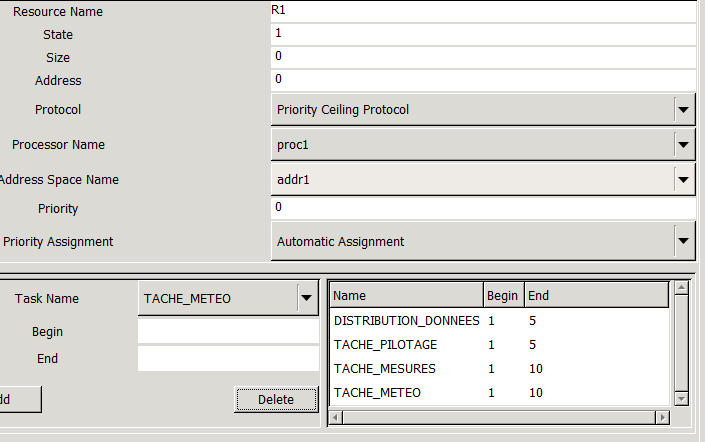 Resource Name R1
State 1
Size 0
Address 0
Protocol Priority Ceiling Protocol
Processor Name proc1
Address Space Name addr1
Priority 0
Priority Assignment Automatic Assignment
Task Name TACHE_METEO
Begin
End
dd Delete
Name Begin End
DISTRIBUTION_DONNEES 1 5
TACHE_PILOTAGE 1 5
TACHE_MESURES 1 10
TACHE_METEO 1 10